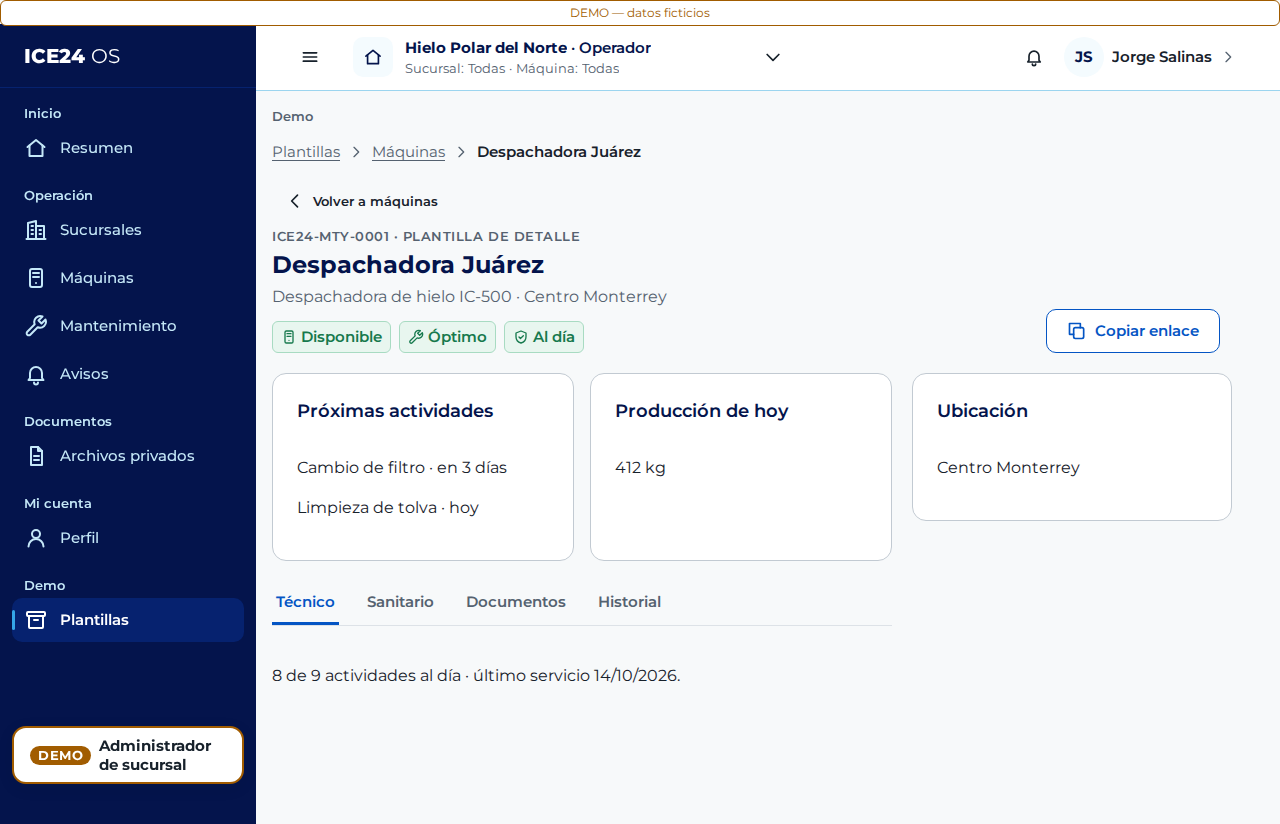 DEMO — datos ficticios
ICE24 OS
Hielo Polar del Norte · Operador
Sucursal: Todas · Máquina: Todas
JS
Jorge Salinas
Inicio
Resumen
Operación
Sucursales
Máquinas
Mantenimiento
Avisos
Documentos
Archivos privados
Mi cuenta
Perfil
Demo
Plantillas
DEMO
Administrador
de sucursal
Demo
Plantillas > Máquinas > Despachadora Juárez
Volver a máquinas
ICE24-MTY-0001 · PLANTILLA DE DETALLE
Despachadora Juárez
Despachadora de hielo IC-500 · Centro Monterrey
Disponible
Óptimo
Al día
Copiar enlace
Próximas actividades
Cambio de filtro · en 3 días
Limpieza de tolva · hoy
Producción de hoy
412 kg
Ubicación
Centro Monterrey
Técnico
Sanitario
Documentos
Historial
8 de 9 actividades al día · último servicio 14/10/2026.